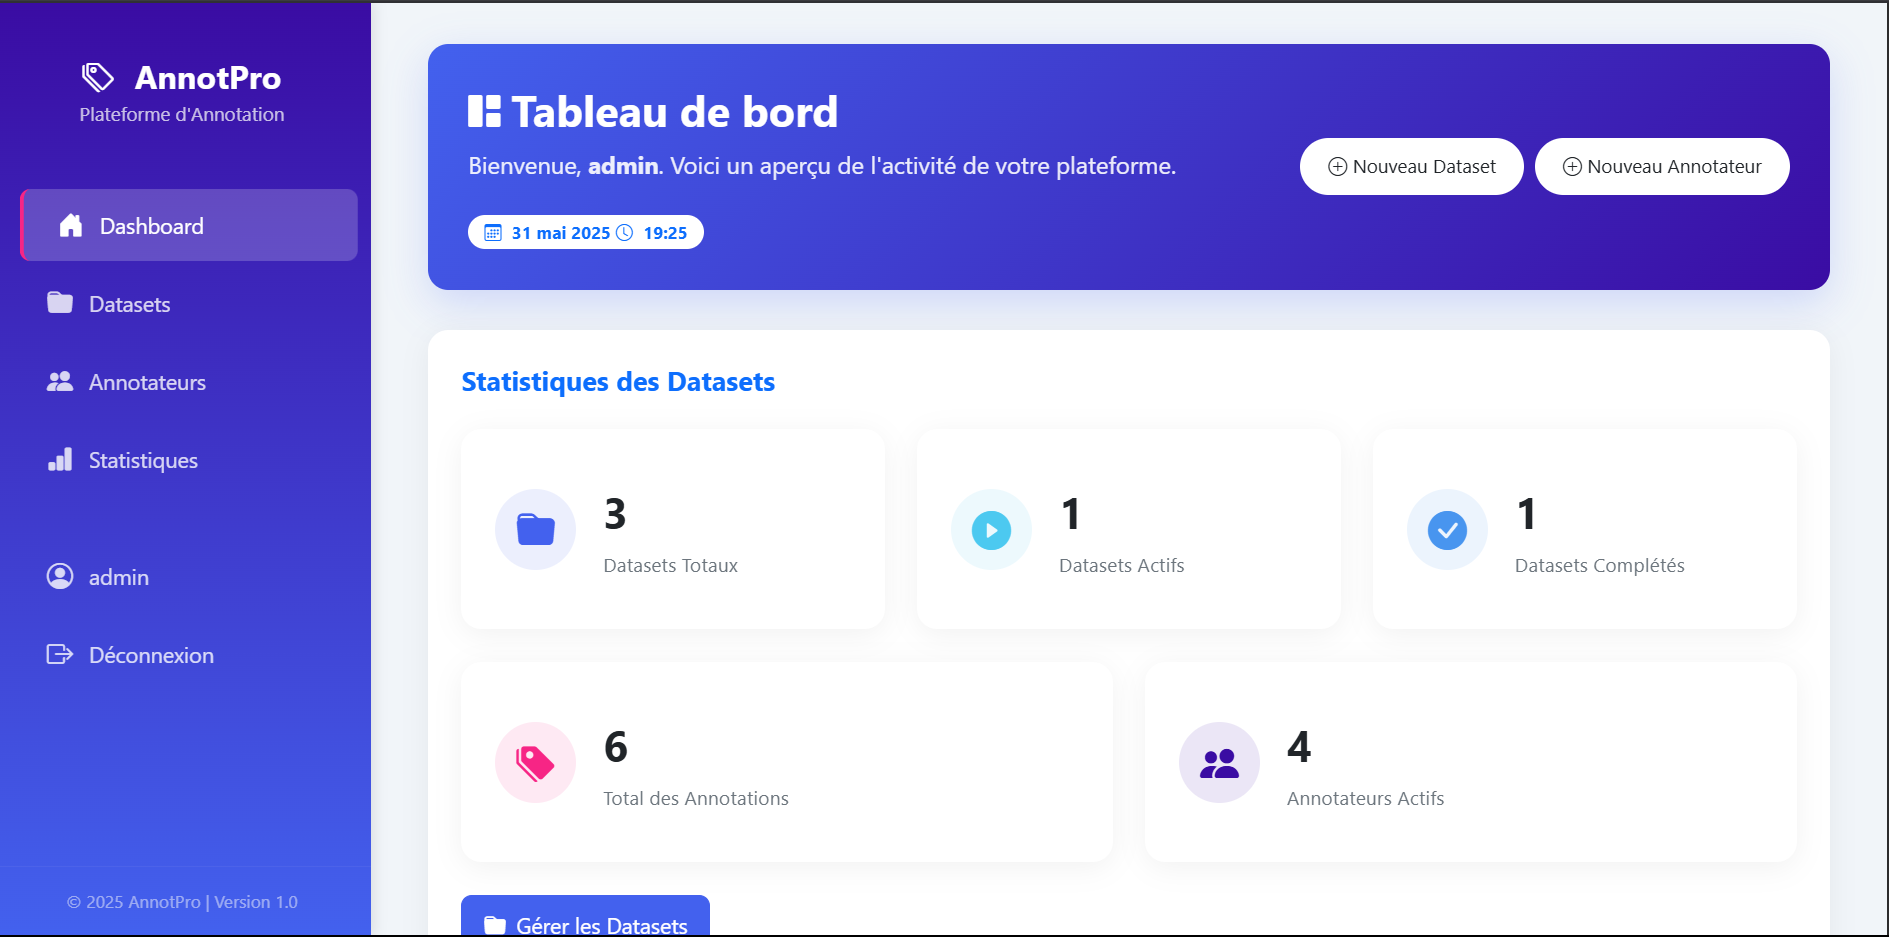 AnnotPro
Plateforme d'Annotation
Dashboard
Datasets
Annotateurs
Statistiques
admin
Déconnexion
© 2025 AnnotPro | Version 1.0
Tableau de bord
Bienvenue, admin. Voici un aperçu de l'activité de votre plateforme.
31 mai 2025 19:25
Nouveau Dataset
Nouveau Annotateur
Statistiques des Datasets
3
Datasets Totaux
1
Datasets Actifs
1
Datasets Complétés
6
Total des Annotations
4
Annotateurs Actifs
Gérer les Datasets